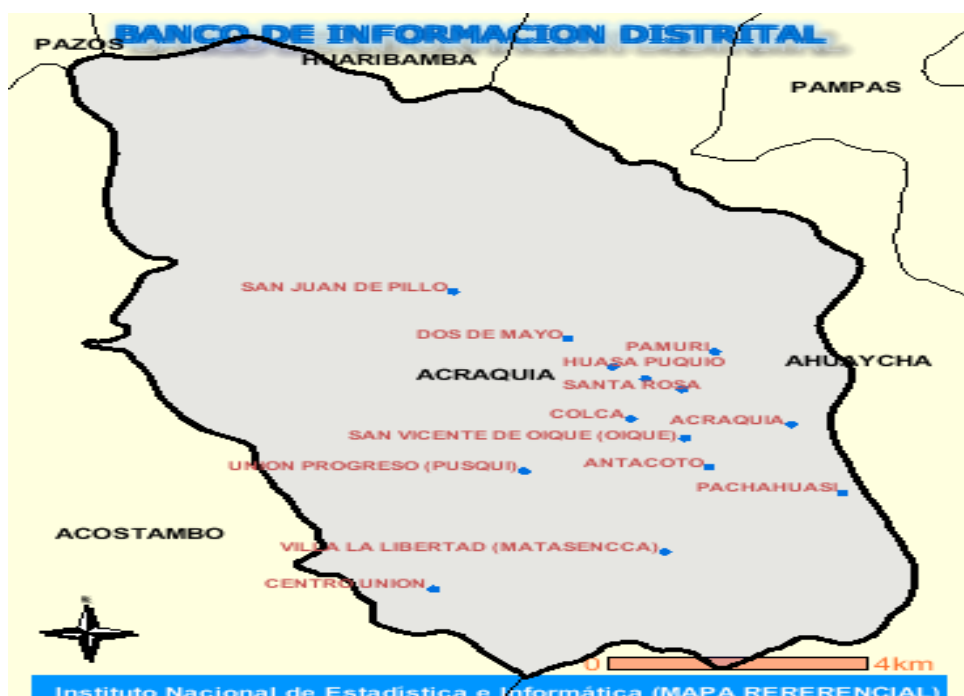 BANCO DE INFORMACION DISTRITAL
PAZOS
HUARIBAMBA
PAMPAS
SAN JUAN DE PILLO
DOS DE MAYO
PAMURI
HUASA PUQUIO
AHUAYCHA
ACRAQUIA
SANTA ROSA
COLCA
ACRAQUIA
SAN VICENTE DE OIQUE (OIQUE)
UNION PROGRESO (PUSQUI)
ANTACOTO
PACHAHUASI
ACOSTAMBO
VILLA LA LIBERTAD (MATASENCCA)
CENTRO UNION
N
0 4km
Instituto Nacional de Estadística e Informática (MAPA RERERENCIAL)